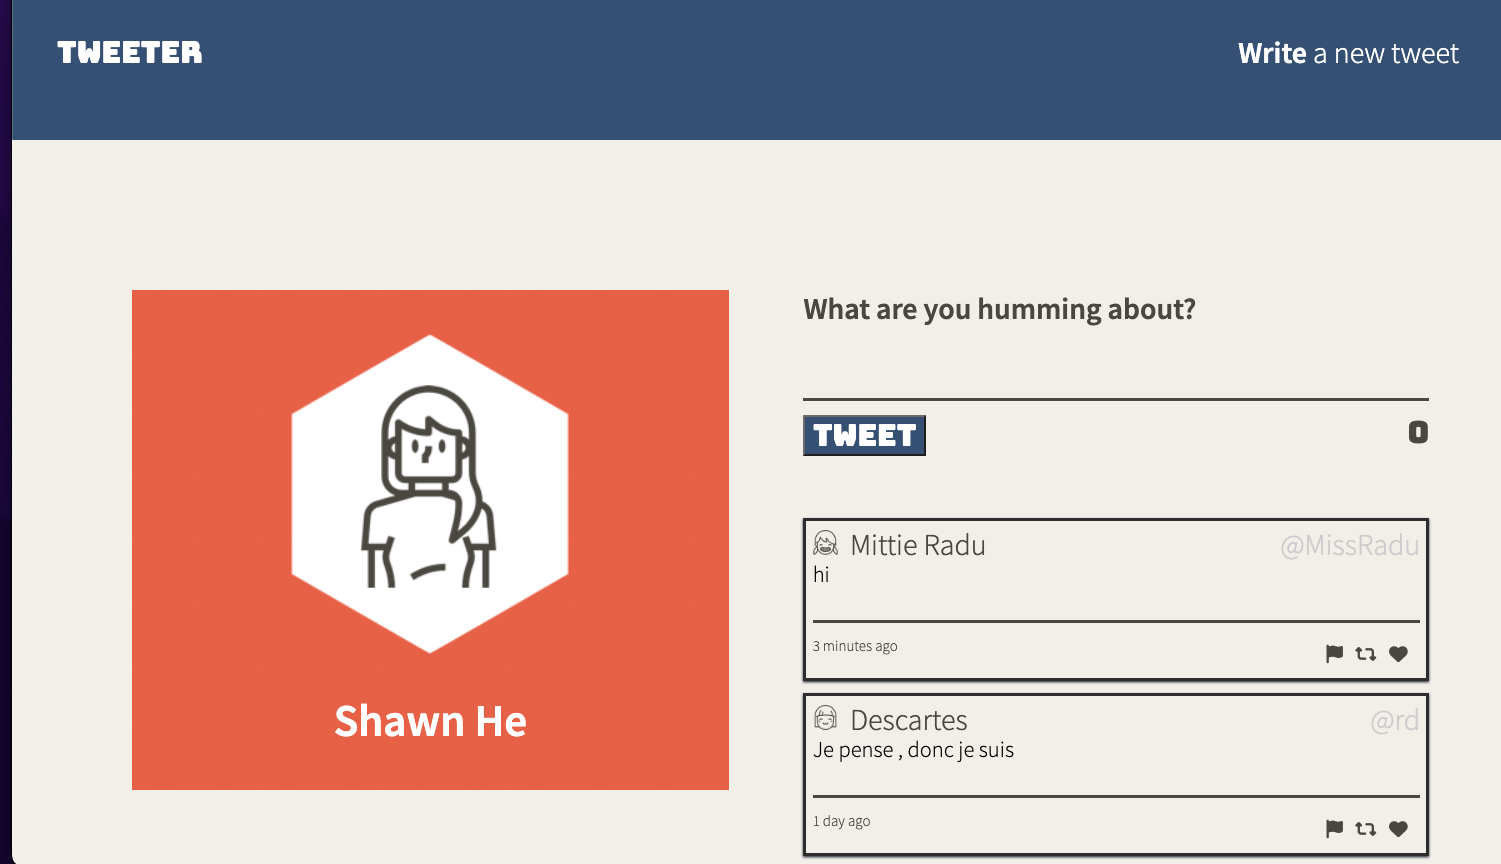 TWEETER
Write a new tweet
Shawn He
What are you humming about?
TWEET
0
Mittie Radu
@MissRadu
hi
3 minutes ago
Descartes
@rd
Je pense , donc je suis
1 day ago